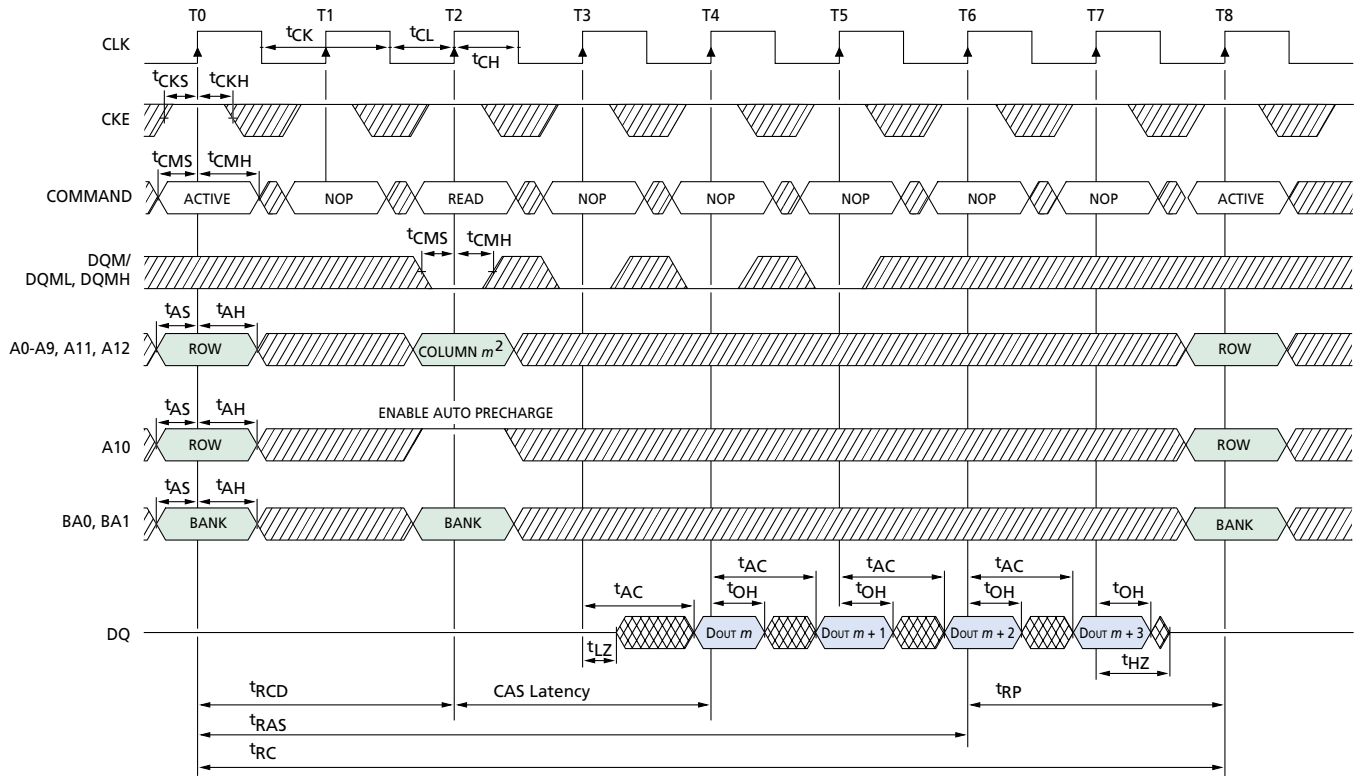 T0 T1 T2 T3 T4 T5 T6 T7 T8
CLK
tCK tCL
tCH
tCKS tCKH
CKE
tCMS tCMH
COMMAND ACTIVE NOP READ NOP NOP NOP NOP NOP ACTIVE
tCMS tCMH
DQM/
DQML, DQMH
tAS tAH
A0-A9, A11, A12 ROW COLUMN m2 ROW
tAS tAH ENABLE AUTO PRECHARGE
A10 ROW ROW
tAS tAH
BA0, BA1 BANK BANK BANK
tAC tAC tAC tAC
tOH tOH tOH tOH
DQ DOUT m DOUT m + 1 DOUT m + 2 DOUT m + 3
tLZ tHZ
tRCD CAS Latency tRP
tRAS
tRC